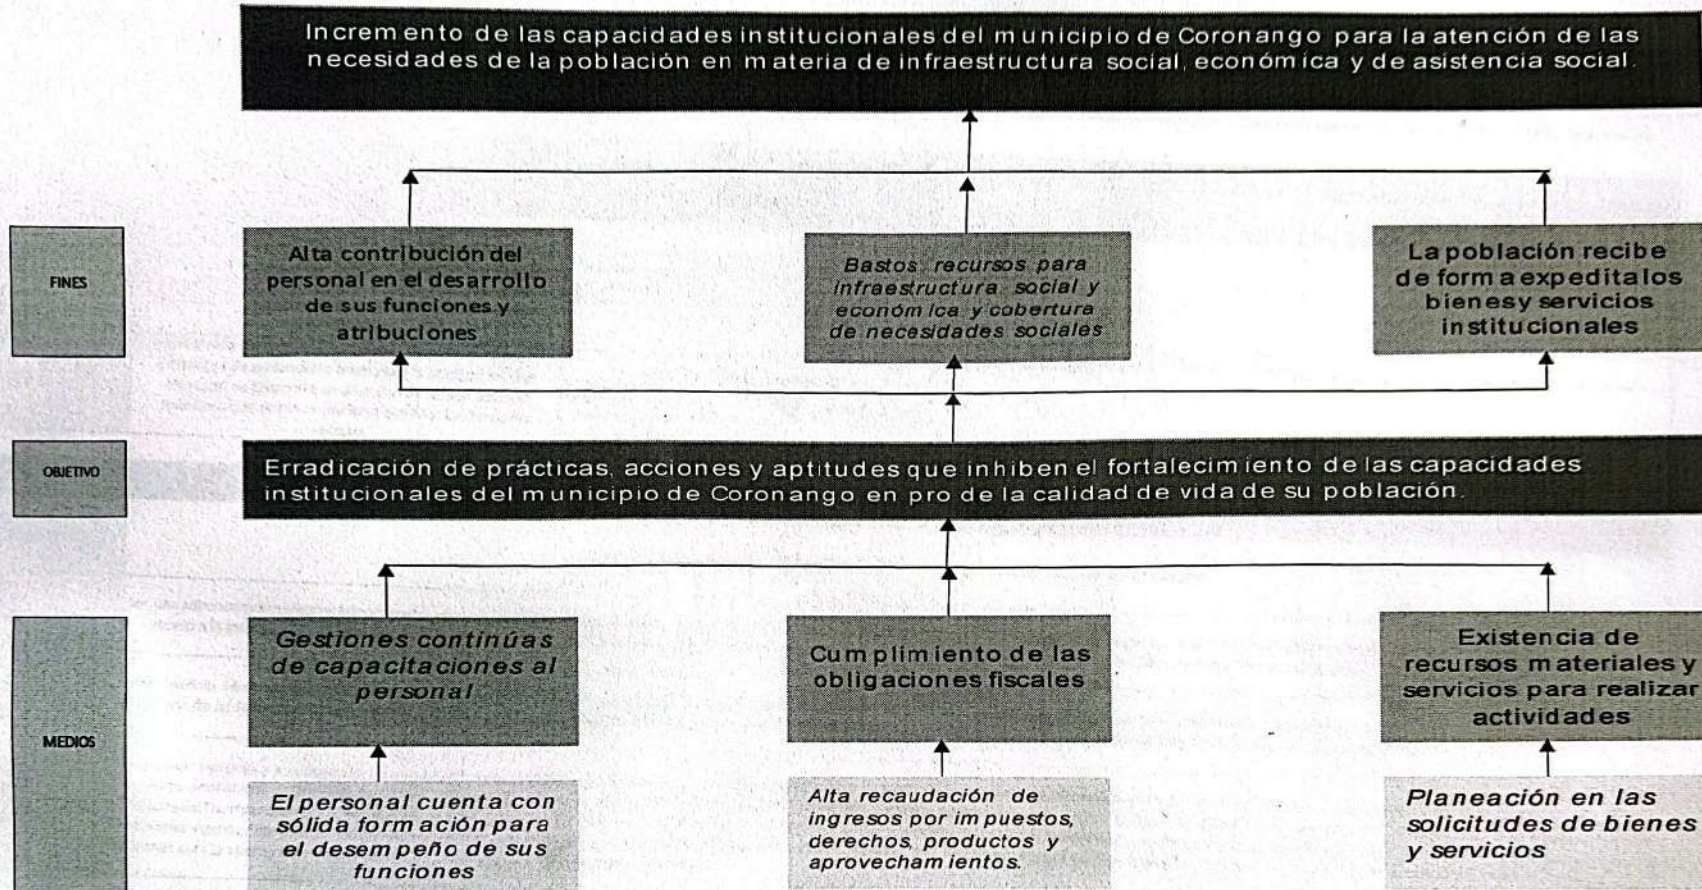 Incremento de las capacidades institucionales del municipio de Coronango para la atención de las
necesidades de la población en materia de infraestructura social, económica y de asistencia social.
FINES
Alta contribución del
personal en el desarrollo
de sus funciones y
atribuciones
Bastos recursos para
infraestructura social y
económica y cobertura
de necesidades sociales
La población recibe
de forma expedita los
bienes y servicios
institucionales
OBJETIVO
Erradicación de prácticas, acciones y aptitudes que inhiben el fortalecimiento de las capacidades
institucionales del municipio de Coronango en pro de la calidad de vida de su población.
MEDIOS
Gestiones continúas
de capacitaciones al
personal
Cumplimiento de las
obligaciones fiscales
Existencia de
recursos materiales y
servicios para realizar
actividades
El personal cuenta con
sólida formación para
el desempeño de sus
funciones
Alta recaudación de
ingresos por impuestos,
derechos, productos y
aprovechamientos.
Planeación en las
solicitudes de bienes
y servicios